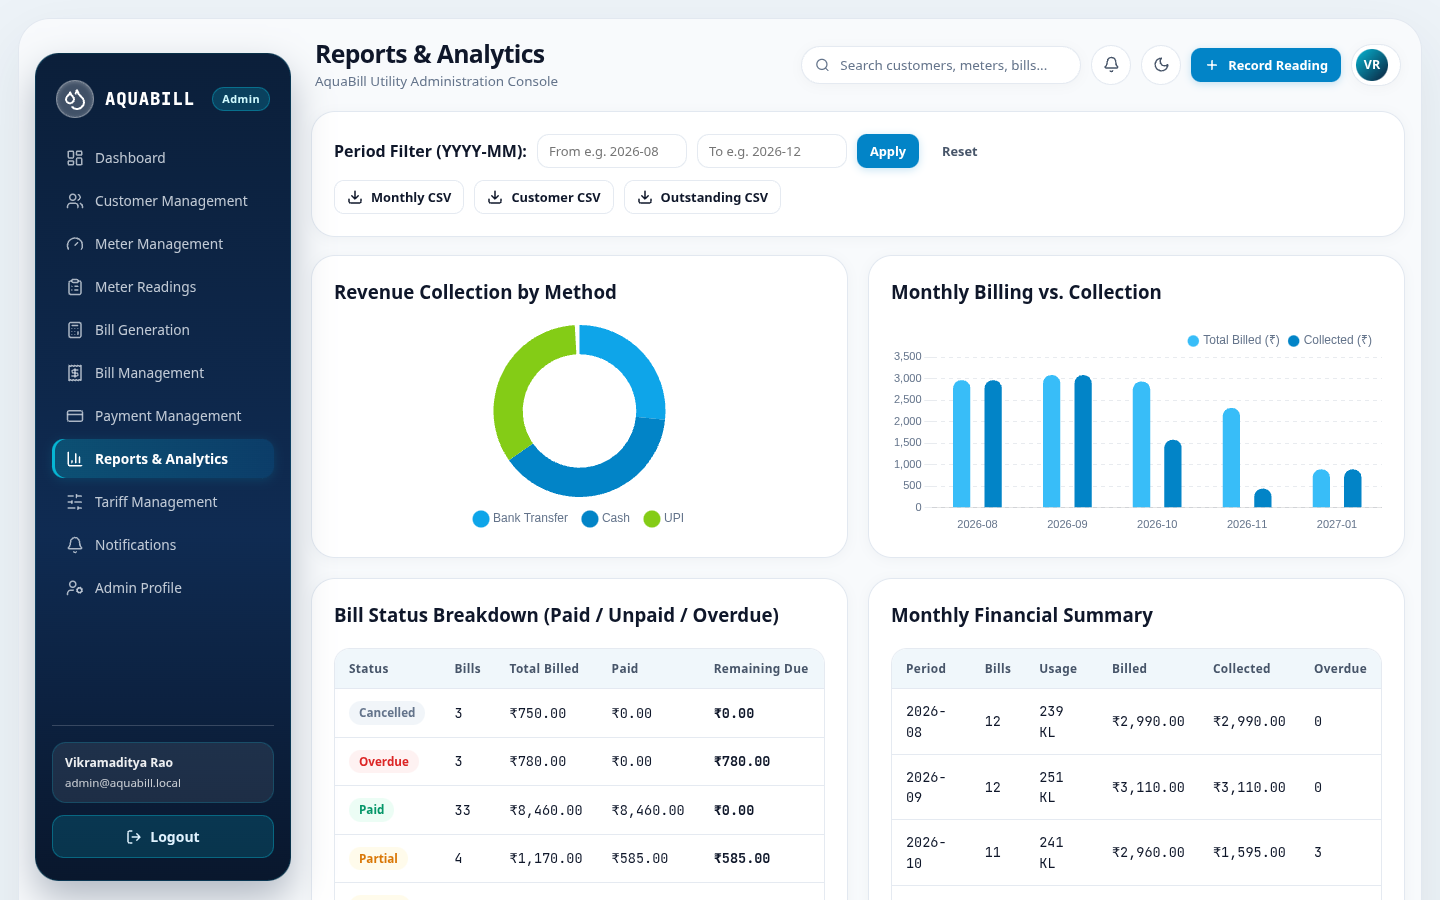 AQUABILL
Admin
Dashboard
Customer Management
Meter Management
Meter Readings
Bill Generation
Bill Management
Payment Management
Reports & Analytics
Tariff Management
Notifications
Admin Profile
Vikramaditya Rao
admin@aquabill.local
Logout
Reports & Analytics
AquaBill Utility Administration Console
Search customers, meters, bills...
Record Reading
VR
Period Filter (YYYY-MM): From e.g. 2026-08 To e.g. 2026-12 Apply Reset
Monthly CSV Customer CSV Outstanding CSV
Revenue Collection by Method
Bank Transfer Cash UPI
Monthly Billing vs. Collection
Total Billed (₹) Collected (₹)
3,500
3,000
2,500
2,000
1,500
1,000
500
0
2026-08 2026-09 2026-10 2026-11 2027-01
Bill Status Breakdown (Paid / Unpaid / Overdue)
Status Bills Total Billed Paid Remaining Due
Cancelled 3 ₹750.00 ₹0.00 ₹0.00
Overdue 3 ₹780.00 ₹0.00 ₹780.00
Paid 33 ₹8,460.00 ₹8,460.00 ₹0.00
Partial 4 ₹1,170.00 ₹585.00 ₹585.00
Monthly Financial Summary
Period Bills Usage Billed Collected Overdue
2026-08 12 239 KL ₹2,990.00 ₹2,990.00 0
2026-09 12 251 KL ₹3,110.00 ₹3,110.00 0
2026-10 11 241 KL ₹2,960.00 ₹1,595.00 3